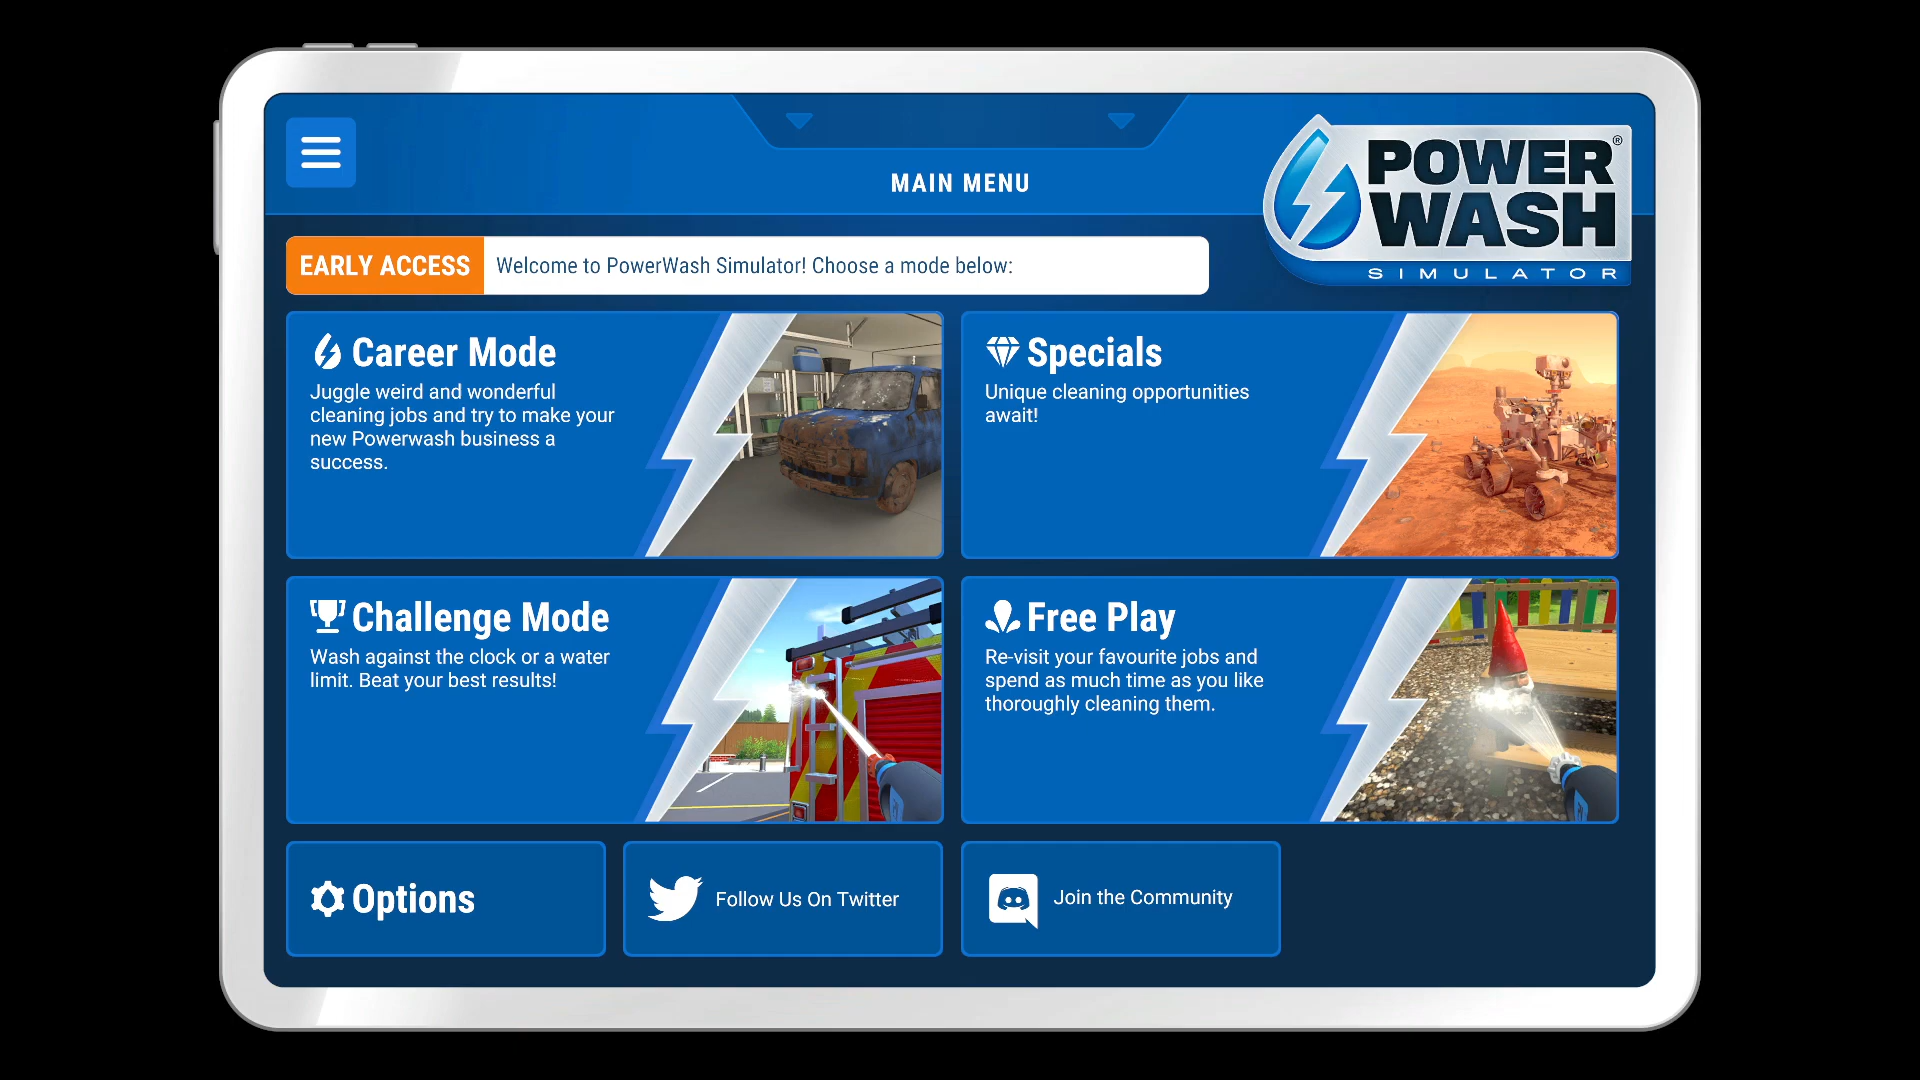 MAIN MENU
POWER®
WASH
SIMULATOR
EARLY ACCESS Welcome to PowerWash Simulator! Choose a mode below:
Career Mode
Juggle weird and wonderful
cleaning jobs and try to make your
new Powerwash business a
success.
Specials
Unique cleaning opportunities
await!
Challenge Mode
Wash against the clock or a water
limit. Beat your best results!
Free Play
Re-visit your favourite jobs and
spend as much time as you like
thoroughly cleaning them.
Options
Follow Us On Twitter
Join the Community